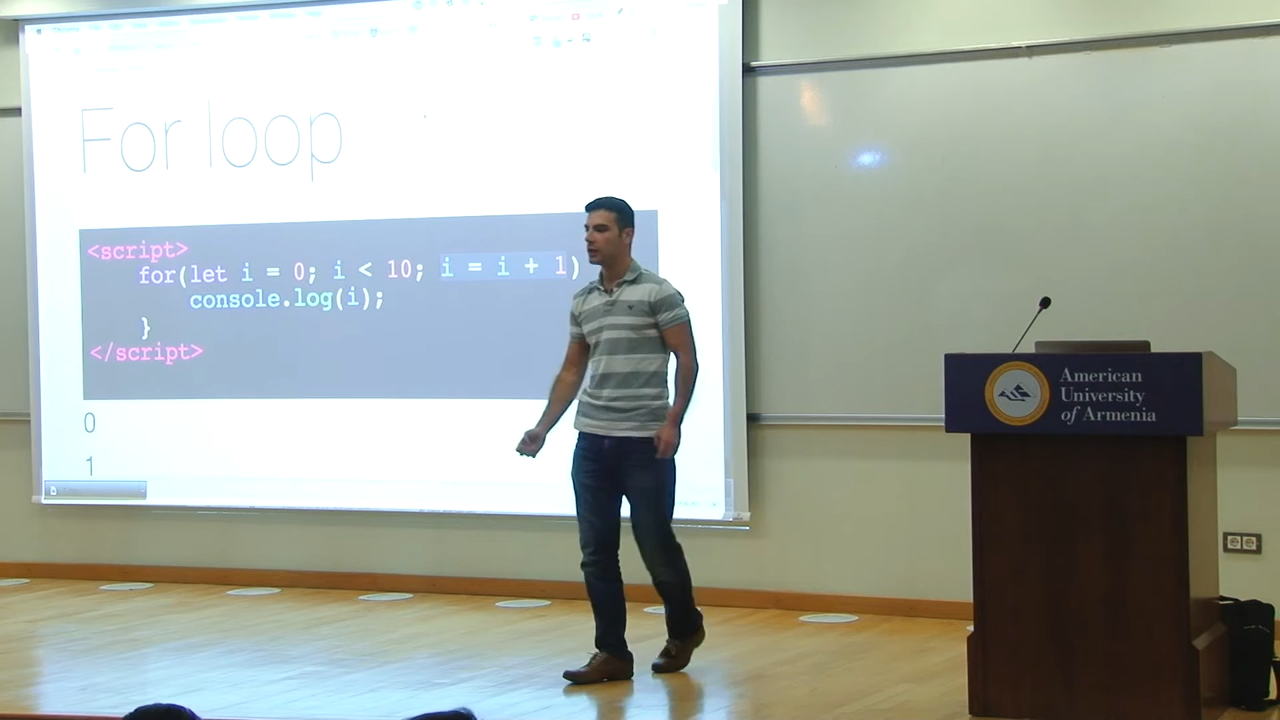 For loop
<script>
for(let i = 0; i < 10; i = i + 1)
console.log(i);
}
</script>
0
1
American
University
of Armenia